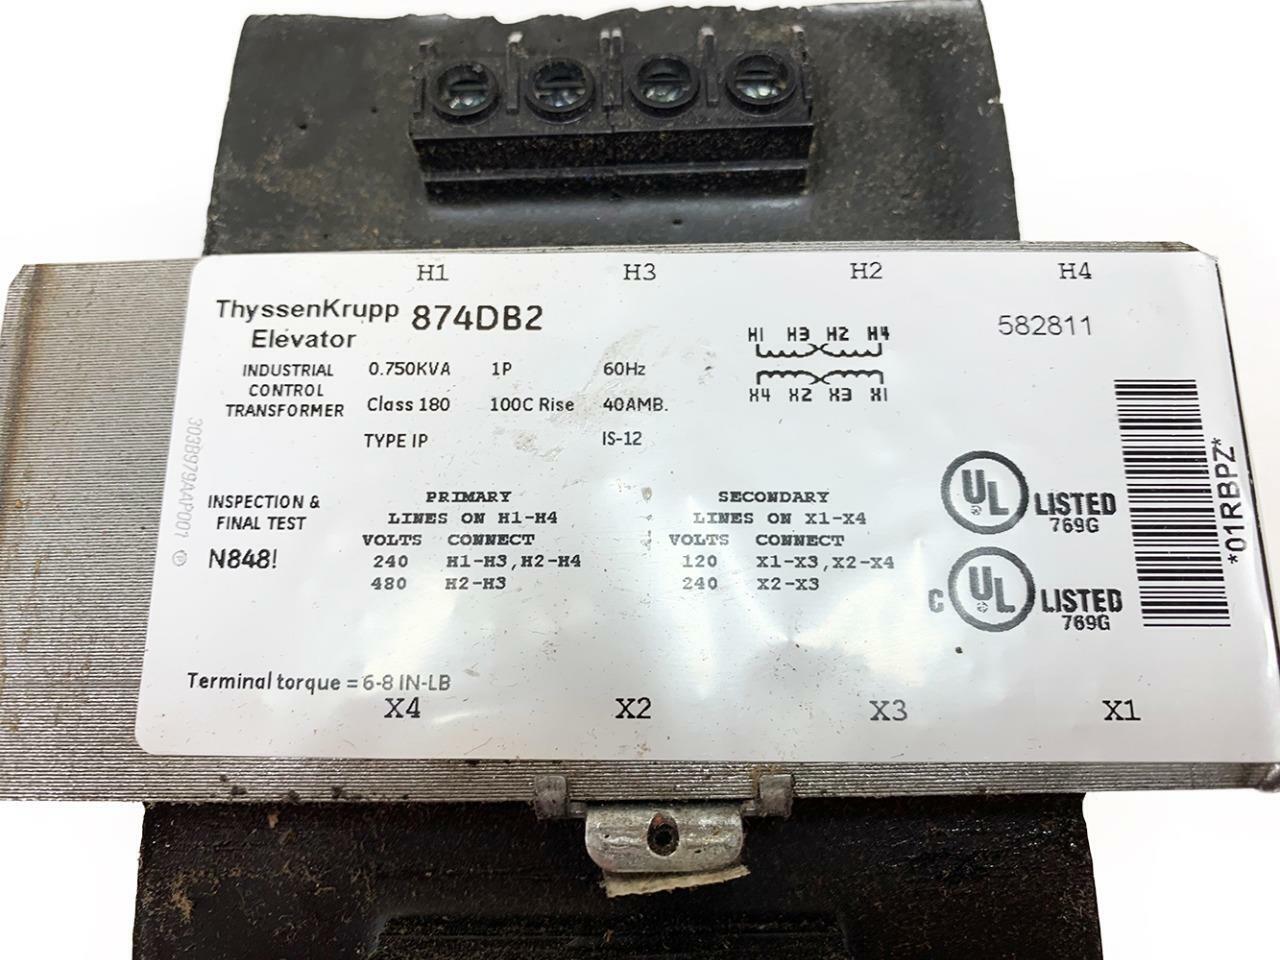 H1 H3 H2 H4
ThyssenKrupp 874DB2
Elevator
582811
H1 H3 H2 H4
X4 X2 X3 X1
INDUSTRIAL
CONTROL
TRANSFORMER
0.750KVA 1P 60Hz
Class 180 100C Rise 40AMB.
TYPE IP IS-12
303B979AAP001
INSPECTION &
FINAL TEST
N848!
PRIMARY
LINES ON H1-H4
VOLTS CONNECT
240 H1-H3,H2-H4
480 H2-H3
SECONDARY
LINES ON X1-X4
VOLTS CONNECT
120 X1-X3,X2-X4
240 X2-X3
UL LISTED
769G
C UL LISTED
769G
*01RBPZ*
Terminal torque = 6-8 IN-LB
X4 X2 X3 X1